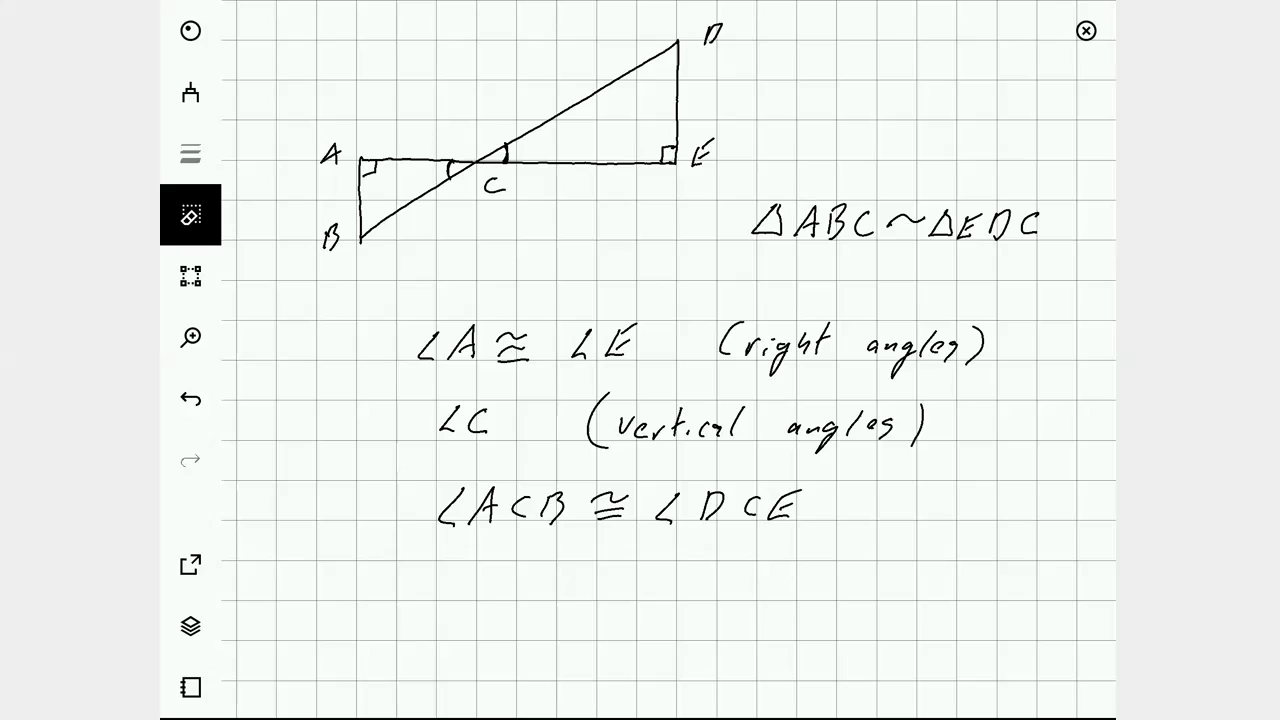 D
A
E
C
B
△ABC ~ △EDC
∠A ≅ ∠E (right angles)
∠C (vertical angles)
∠ACB ≅ ∠DCE